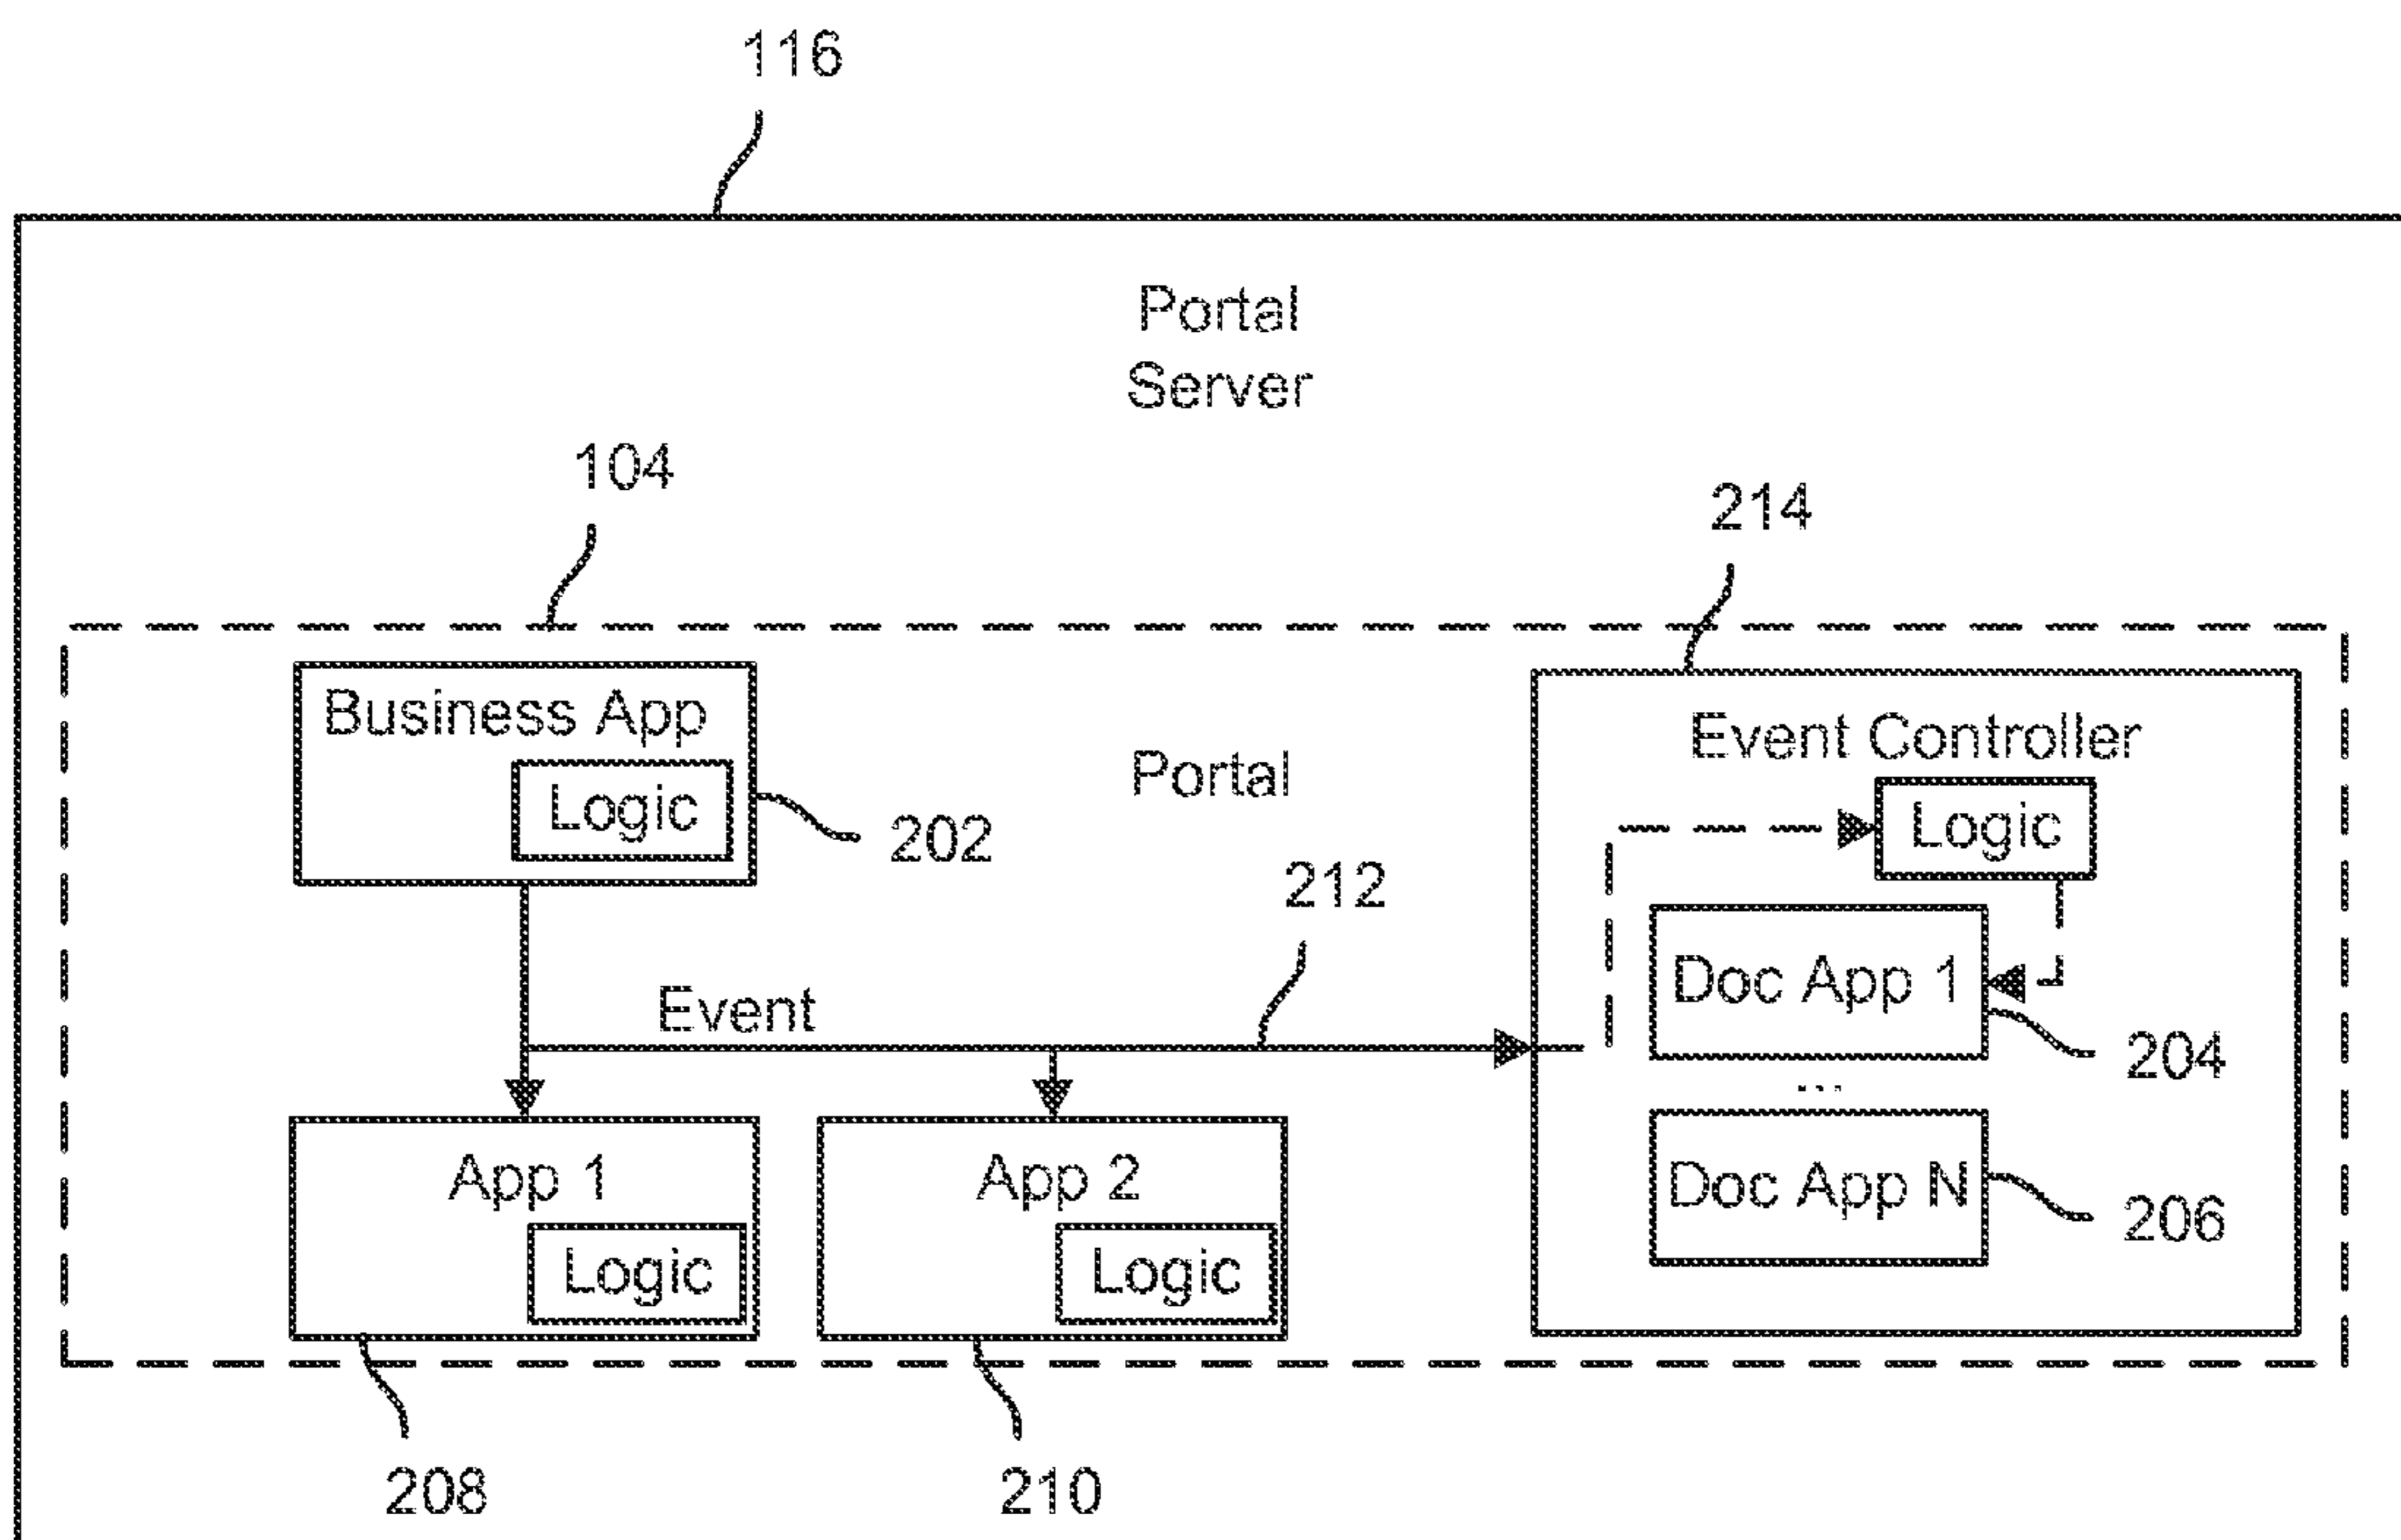 116
Portal
Server
104
214
Business App
Logic
202
Portal
Event Controller
Logic
212
Event
Doc App 1
204
...
Doc App N
206
App 1
Logic
App 2
Logic
208
210